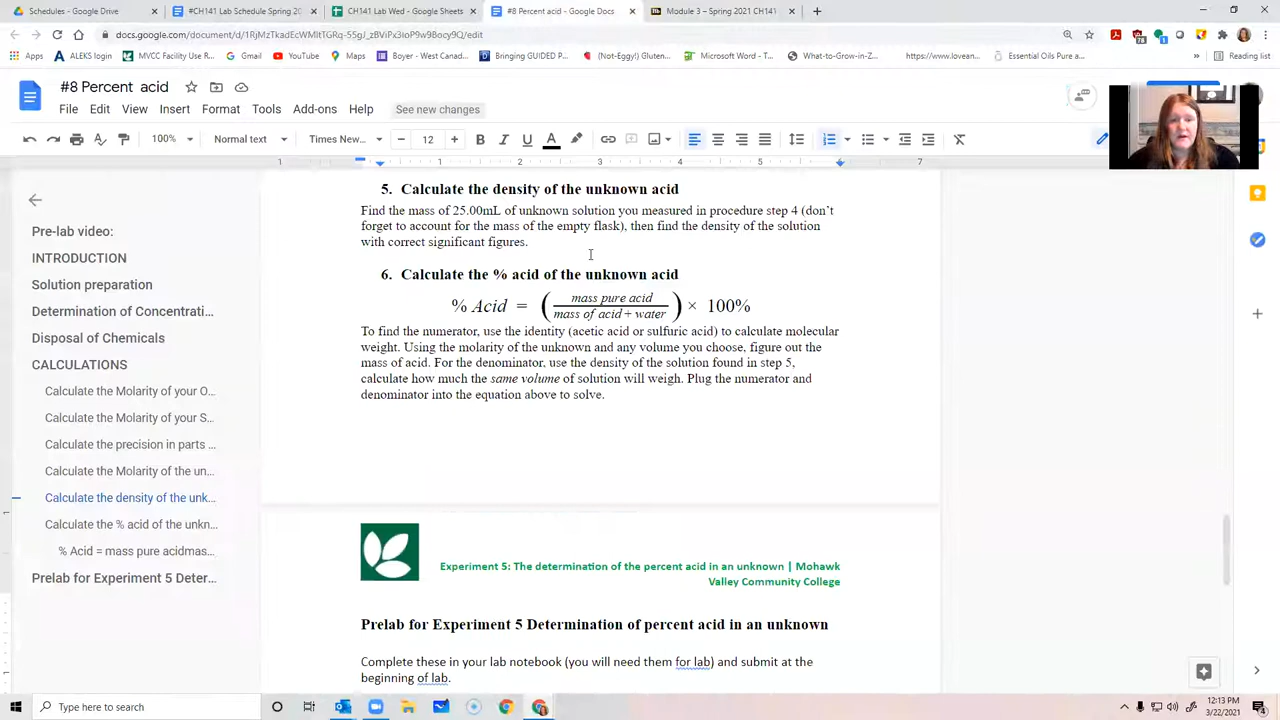 Schedules - Google Drive
#CH141 Lab Schedule Spring 20
CH141 Lab Wed - Google Sheets
#8 Percent acid - Google Docs
Module 3 – Spring 2021 CH141
docs.google.com/document/d/1RjMzTkadEcWMltTGRq-55gJ_zBViPx3IoP9w98ocy9Q/edit
Apps
ALEKS login
MVCC Facility Use R...
Gmail
YouTube
Maps
Boyer - West Canad...
Bringing GUIDED P...
(Not-Eggy!) Gluten...
Microsoft Word - T...
What-to-Grow-in-Z...
https://www.lovean...
Essential Oils Pure a...
Reading list
#8 Percent acid
File Edit View Insert Format Tools Add-ons Help See new changes
100% Normal text Times New... 12
1 1 2 3 4 5 7
Pre-lab video:
INTRODUCTION
Solution preparation
Determination of Concentrati...
Disposal of Chemicals
CALCULATIONS
Calculate the Molarity of your O...
Calculate the Molarity of your S...
Calculate the precision in parts ...
Calculate the Molarity of the un...
Calculate the density of the unk...
Calculate the % acid of the unkn...
% Acid = mass pure acidmas...
Prelab for Experiment 5 Deter...
5. Calculate the density of the unknown acid
Find the mass of 25.00mL of unknown solution you measured in procedure step 4 (don't
forget to account for the mass of the empty flask), then find the density of the solution
with correct significant figures.
6. Calculate the % acid of the unknown acid
% Acid = (mass pure acid / mass of acid + water) × 100%
To find the numerator, use the identity (acetic acid or sulfuric acid) to calculate molecular
weight. Using the molarity of the unknown and any volume you choose, figure out the
mass of acid. For the denominator, use the density of the solution found in step 5,
calculate how much the same volume of solution will weigh. Plug the numerator and
denominator into the equation above to solve.
Experiment 5: The determination of the percent acid in an unknown | Mohawk
Valley Community College
Prelab for Experiment 5 Determination of percent acid in an unknown
Complete these in your lab notebook (you will need them for lab) and submit at the
beginning of lab.
Type here to search
12:13 PM
3/22/2021